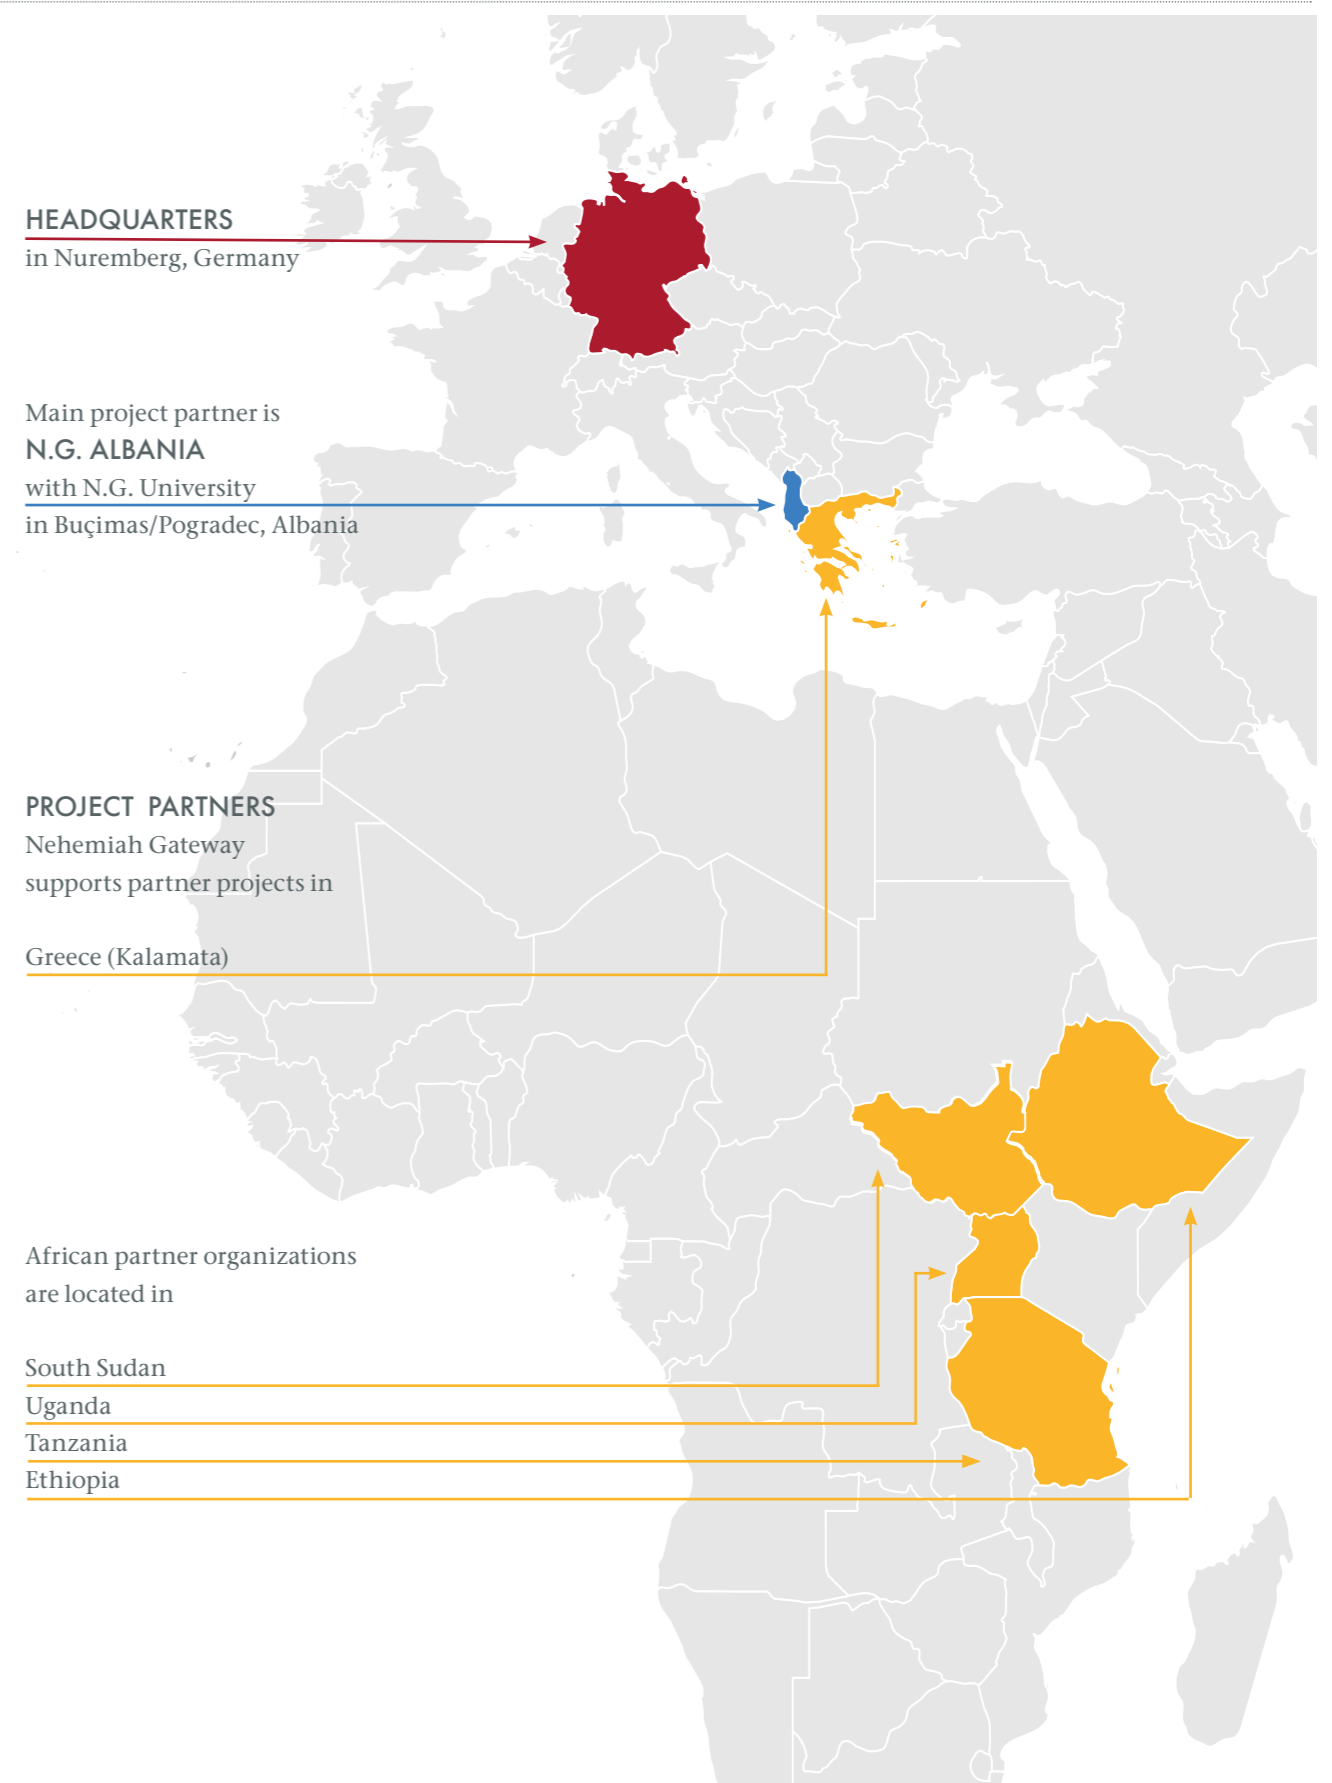 HEADQUARTERS
in Nuremberg, Germany
Main project partner is
N.G. ALBANIA
with N.G. University
in Buçimas/Pogradec, Albania
PROJECT PARTNERS
Nehemiah Gateway
supports partner projects in
Greece (Kalamata)
African partner organizations
are located in
South Sudan
Uganda
Tanzania
Ethiopia